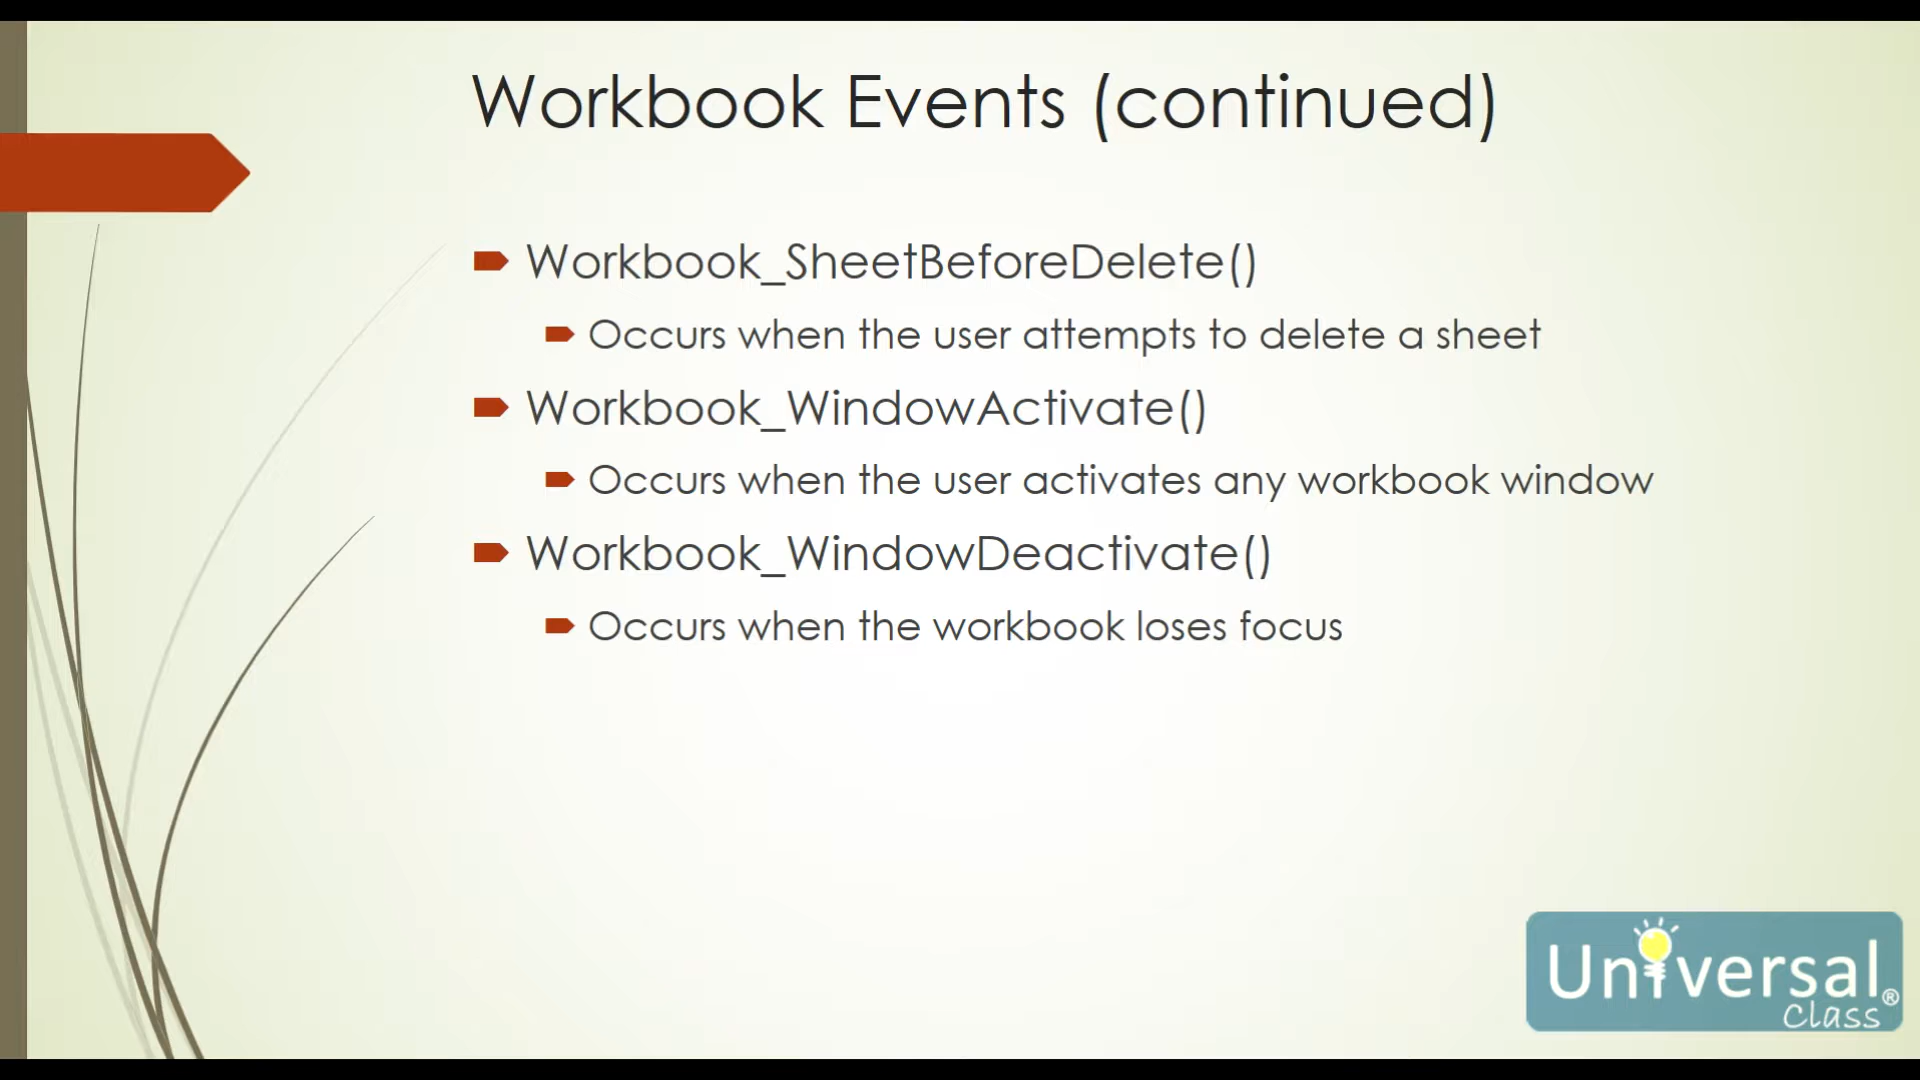 Workbook Events (continued)
Workbook_SheetBeforeDelete()
Occurs when the user attempts to delete a sheet
Workbook_WindowActivate()
Occurs when the user activates any workbook window
Workbook_WindowDeactivate()
Occurs when the workbook loses focus
Universal®
Class